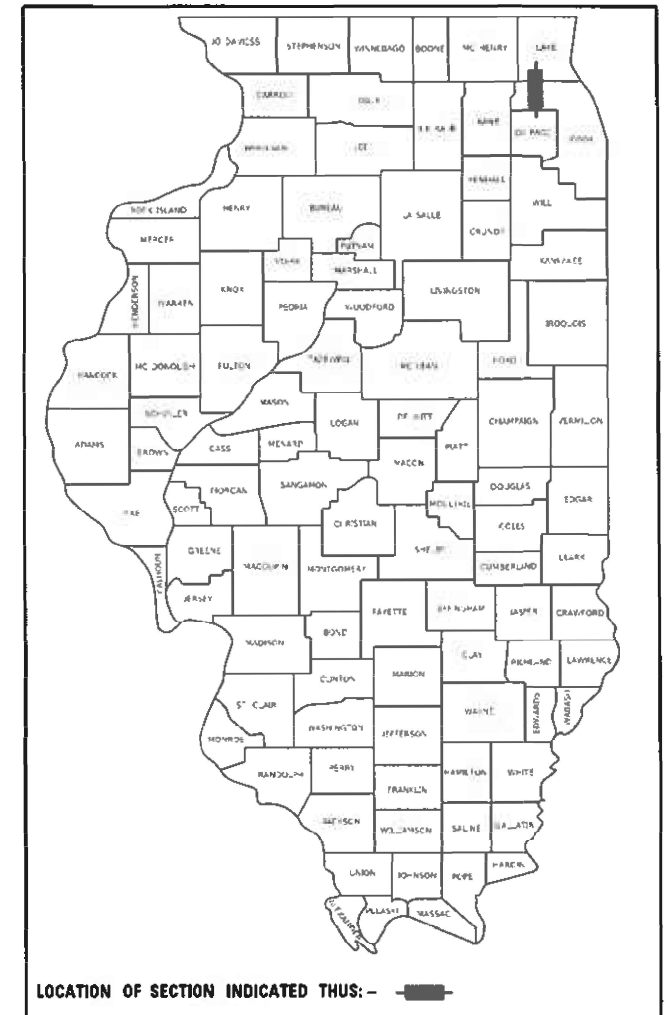 JO DAVIESS STEPHENSON WINNEBAGO BOONE MC HENRY LAKE
CARROLL OGLE KANE DU PAGE
LEE
KENDALL
ROCK ISLAND HENRY BUREAU LA SALLE GRUNDY WILL
MERCER PUTNAM KANKAKEE
STARK MARSHALL
HENDERSON WARREN KNOX PEORIA WOODFORD LIVINGSTON IROQUOIS
HANCOCK MC DONOUGH FULTON TAZEWELL MC LEAN FORD
MASON
SCHUYLER LOGAN DE WITT CHAMPAIGN VERMILION
ADAMS BROWN CASS MENARD MACON PIATT
MORGAN SANGAMON DOUGLAS EDGAR
PIKE SCOTT MOULTRIE
CHRISTIAN COLES
CALHOUN GREENE MACOUPIN MONTGOMERY SHELBY CUMBERLAND CLARK
JERSEY FAYETTE EFFINGHAM JASPER CRAWFORD
MADISON BOND
CLAY RICHLAND LAWRENCE
CLINTON MARION
ST. CLAIR WAYNE EDWARDS WABASH
MONROE WASHINGTON JEFFERSON
RANDOLPH PERRY HAMILTON WHITE
FRANKLIN
JACKSON WILLIAMSON SALINE GALLATIN
UNION JOHNSON POPE HARDIN
ALEXANDER PULASKI MASSAC
LOCATION OF SECTION INDICATED THUS: -